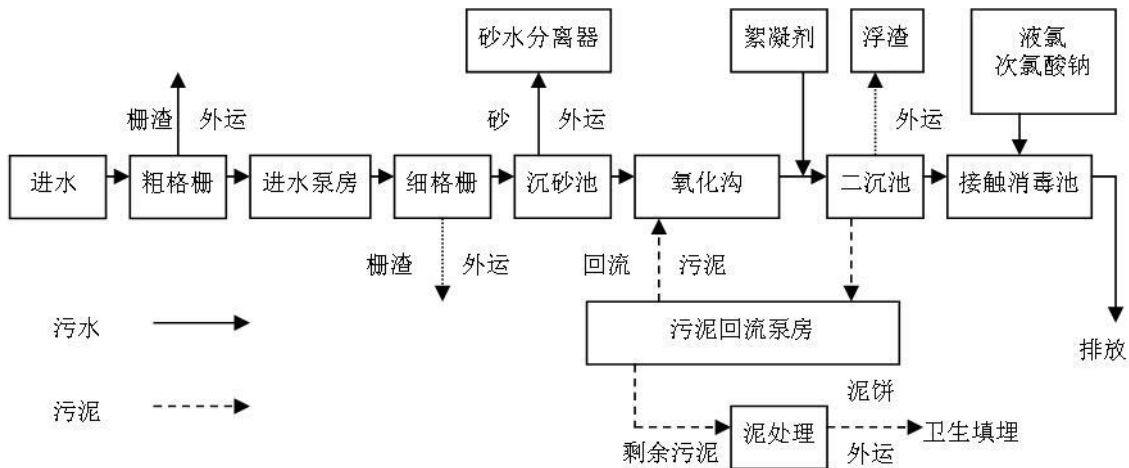 砂水分离器
絮凝剂
浮渣
液氯
次氯酸钠
栅渣
外运
砂
外运
外运
进水
粗格栅
进水泵房
细格栅
沉砂池
氧化沟
二沉池
接触消毒池
栅渣
外运
回流
污泥
污水
污泥回流泵房
排放
污泥
泥饼
剩余污泥
泥处理
外运
卫生填埋